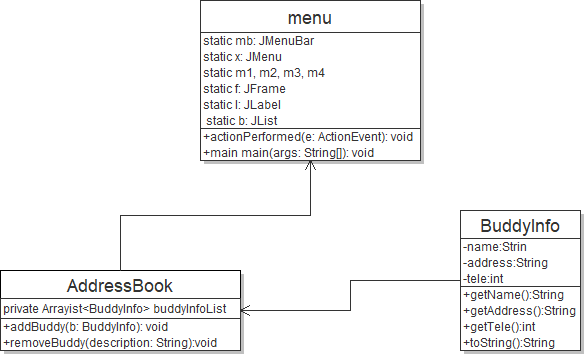 menu
static mb: JMenuBar
static x: JMenu
static m1, m2, m3, m4
static f: JFrame
static l: JLabel
static b: JList
+actionPerformed(e: ActionEvent): void
+main main(args: String[]): void
BuddyInfo
-name:Strin
-address:String
-tele:int
+getName():String
+getAddress():String
+getTele():int
+toString():String
AddressBook
private Arrayist<BuddyInfo> buddyInfoList
+addBuddy(b: BuddyInfo): void
+removeBuddy(description: String):void